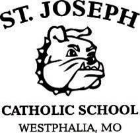 ST. JOSEPH
CATHOLIC SCHOOL
WESTPHALIA, MO